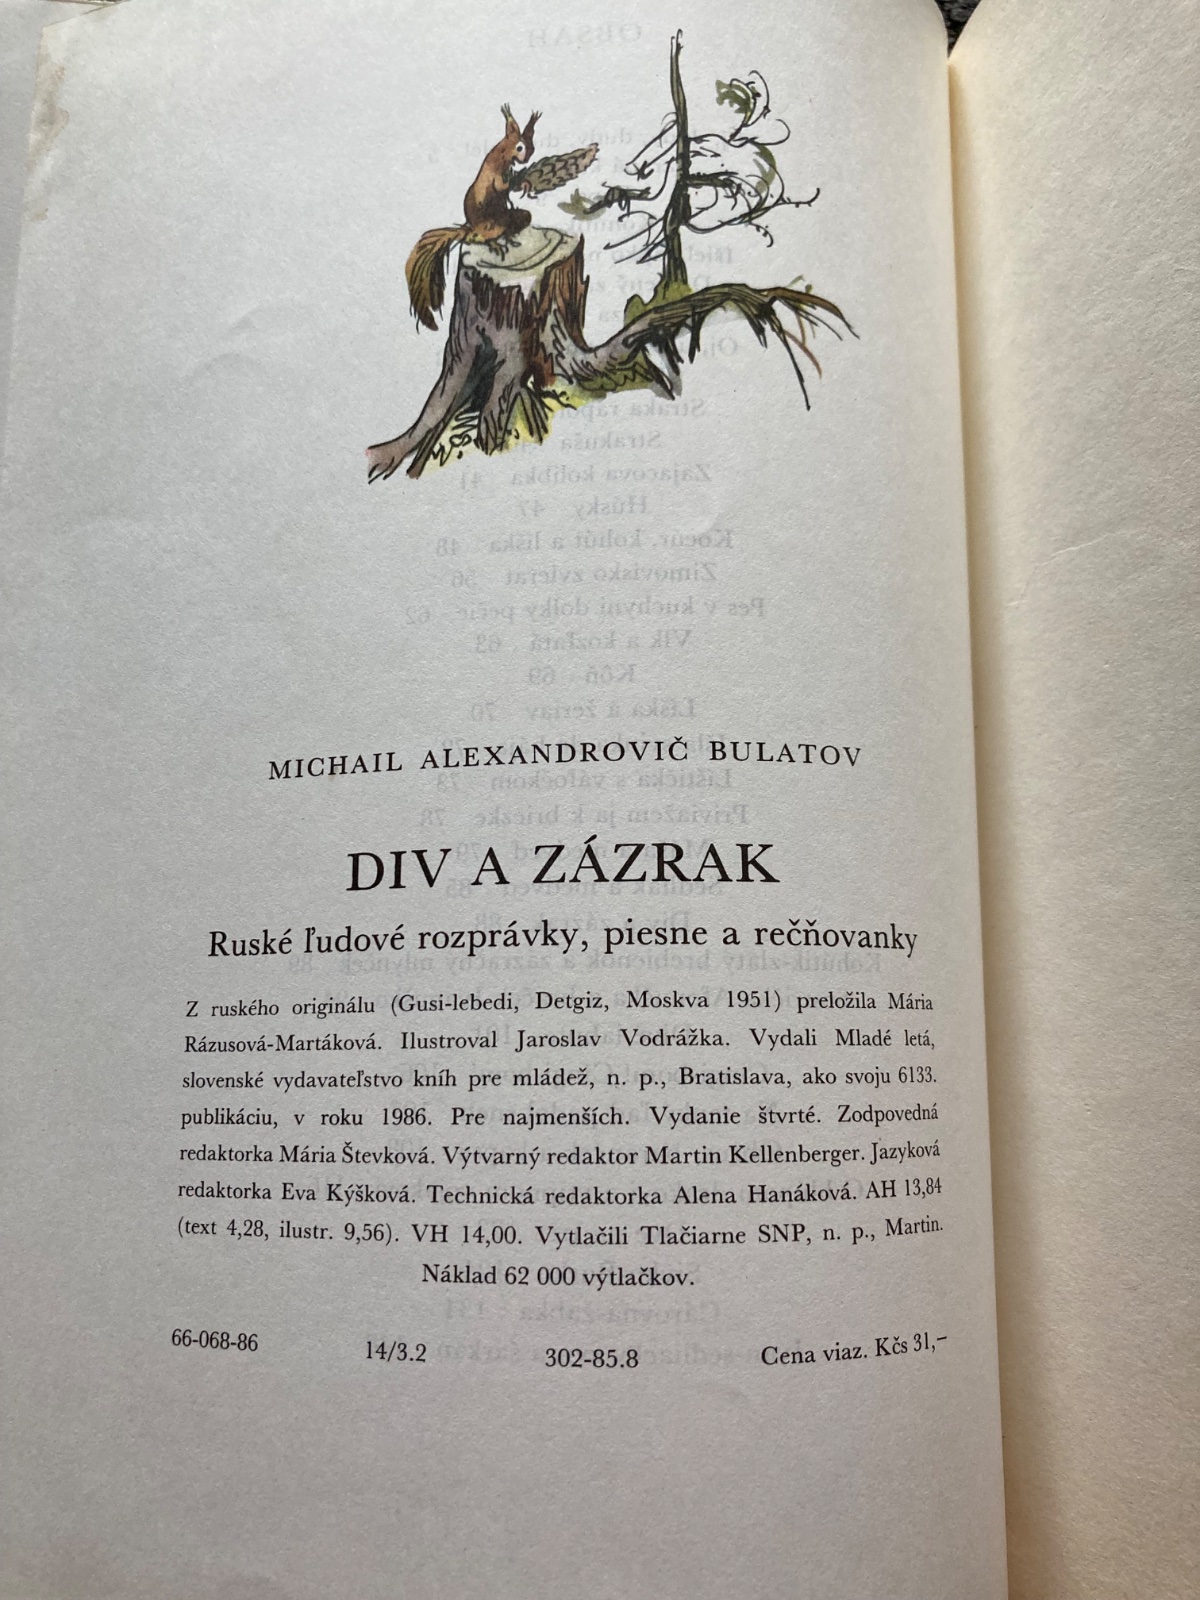 MICHAIL ALEXANDROVIČ BULATOV
DIV A ZÁZRAK
Ruské ľudové rozprávky, piesne a rečňovanky
Z ruského originálu (Gusi-lebedi, Detgiz, Moskva 1951) preložila Mária
Rázusová-Martáková. Ilustroval Jaroslav Vodrážka. Vydali Mladé letá,
slovenské vydavateľstvo kníh pre mládež, n. p., Bratislava, ako svoju 6133.
publikáciu, v roku 1986. Pre najmenších. Vydanie štvrté. Zodpovedná
redaktorka Mária Števková. Výtvarný redaktor Martin Kellenberger. Jazyková
redaktorka Eva Kýšková. Technická redaktorka Alena Hanáková. AH 13,84
(text 4,28, ilustr. 9,56). VH 14,00. Vytlačili Tlačiarne SNP, n. p., Martin.
Náklad 62 000 výtlačkov.
66-068-86 14/3.2 302-85.8 Cena viaz. Kčs 31,–